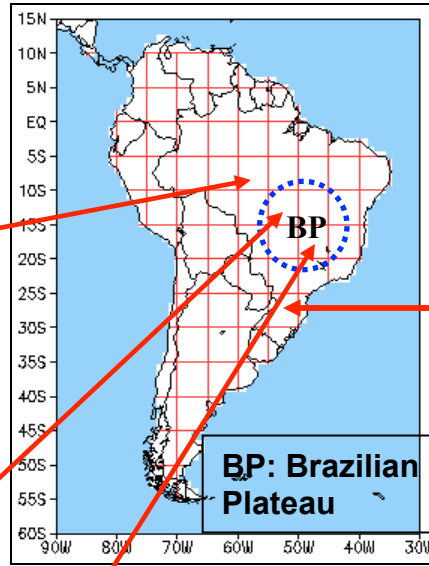 15N
10N
5N
EQ
5S
10S
15S
20S
25S
30S
35S
40S
45S
50S
55S
60S
BP
BP: Brazilian
Plateau
90W 80W 70W 60W 50W 40W 30W